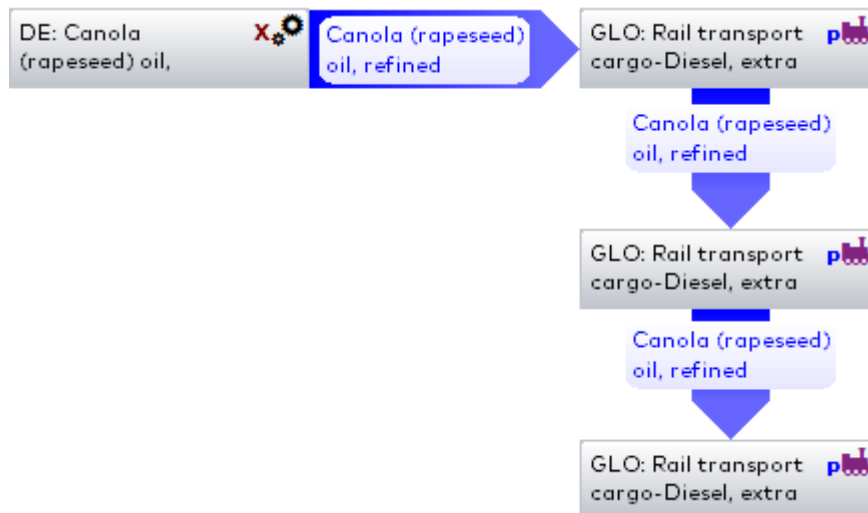 DE: Canola
(rapeseed) oil,
X
Canola (rapeseed)
oil, refined
GLO: Rail transport
cargo-Diesel, extra
p
Canola (rapeseed)
oil, refined
GLO: Rail transport
cargo-Diesel, extra
p
Canola (rapeseed)
oil, refined
GLO: Rail transport
cargo-Diesel, extra
p